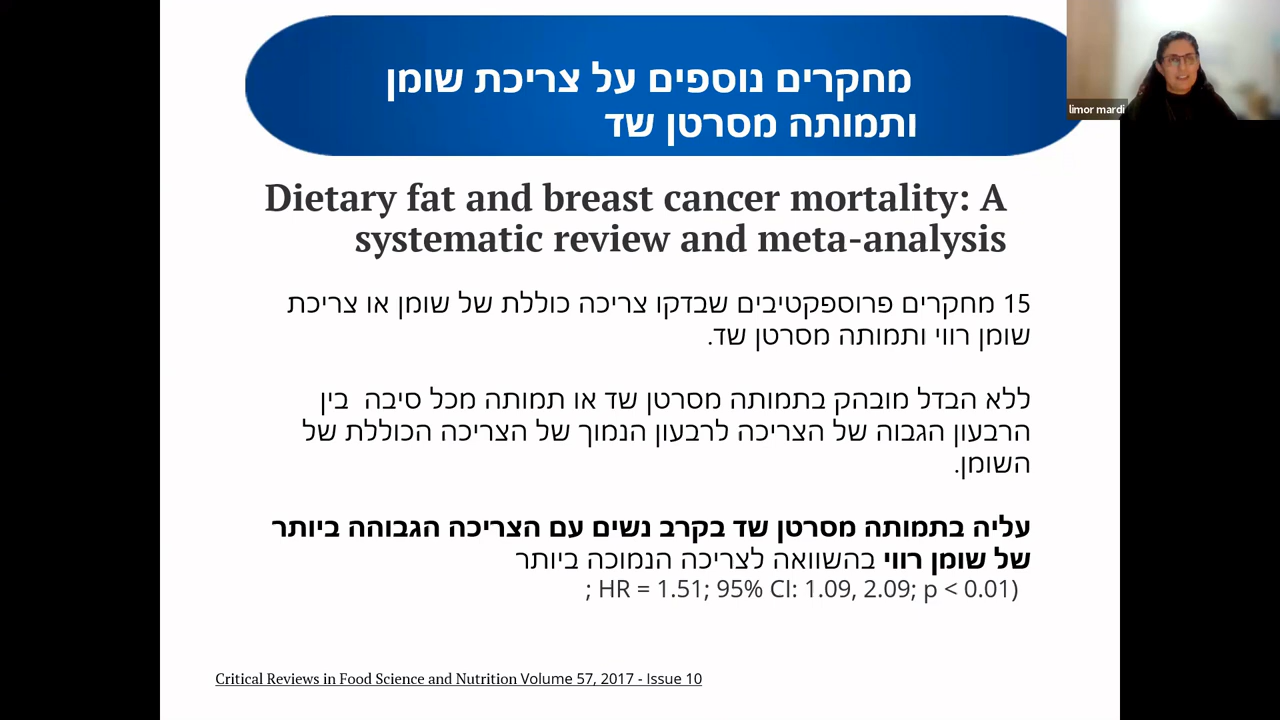 מחקרים נוספים על צריכת שומן
ותמותה מסרטן שד
limor mardi
Dietary fat and breast cancer mortality: A
systematic review and meta-analysis
15 מחקרים פרוספקטיבים שבדקו צריכה כוללת של שומן או צריכת
שומן רווי ותמותה מסרטן שד.
ללא הבדל מובהק בתמותה מסרטן שד או תמותה מכל סיבה בין
הרבעון הגבוה של הצריכה לרבעון הנמוך של הצריכה הכוללת של
השומן.
עליה בתמותה מסרטן שד בקרב נשים עם הצריכה הגבוהה ביותר
של שומן רווי בהשוואה לצריכה הנמוכה ביותר
; HR = 1.51; 95% CI: 1.09, 2.09; p < 0.01)
Critical Reviews in Food Science and Nutrition Volume 57, 2017 - Issue 10